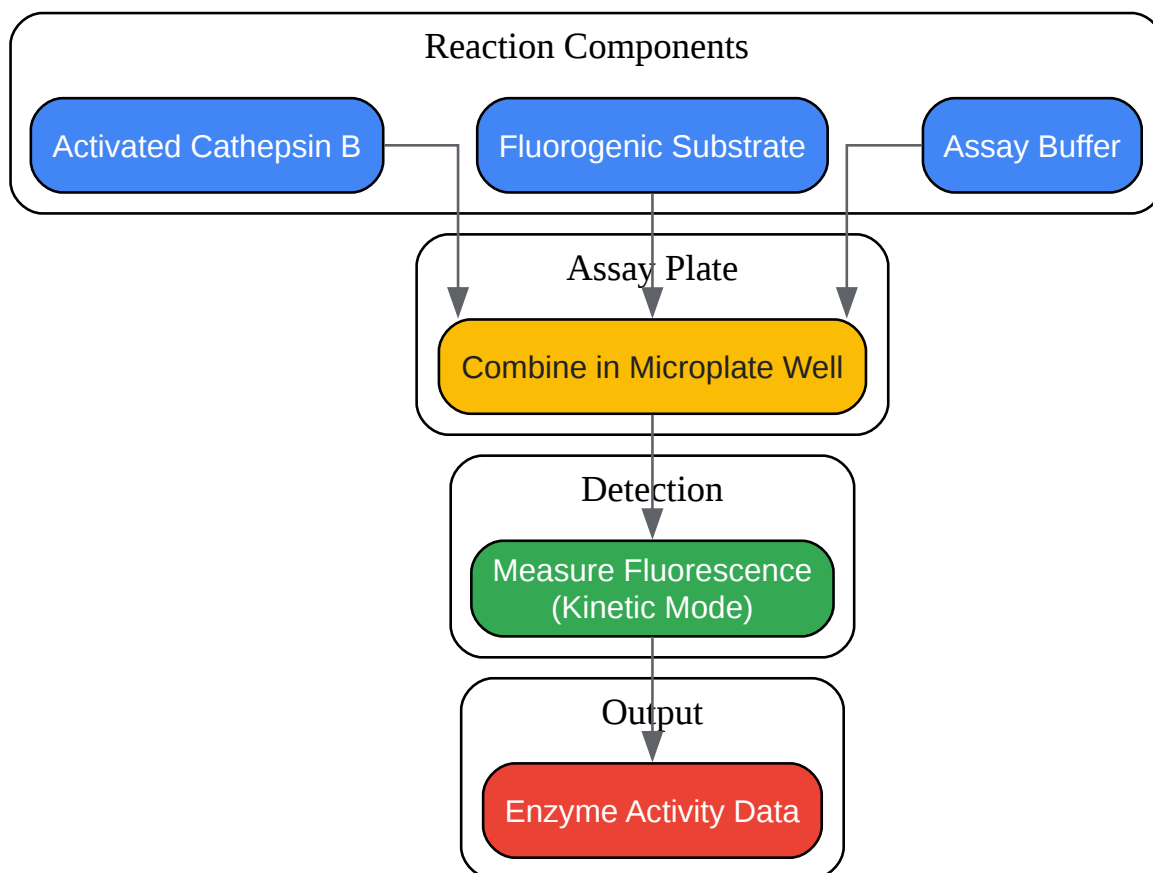 Reaction Components
Activated Cathepsin B
Fluorogenic Substrate
Assay Buffer
Assay Plate
Combine in Microplate Well
Detection
Measure Fluorescence
(Kinetic Mode)
Output
Enzyme Activity Data